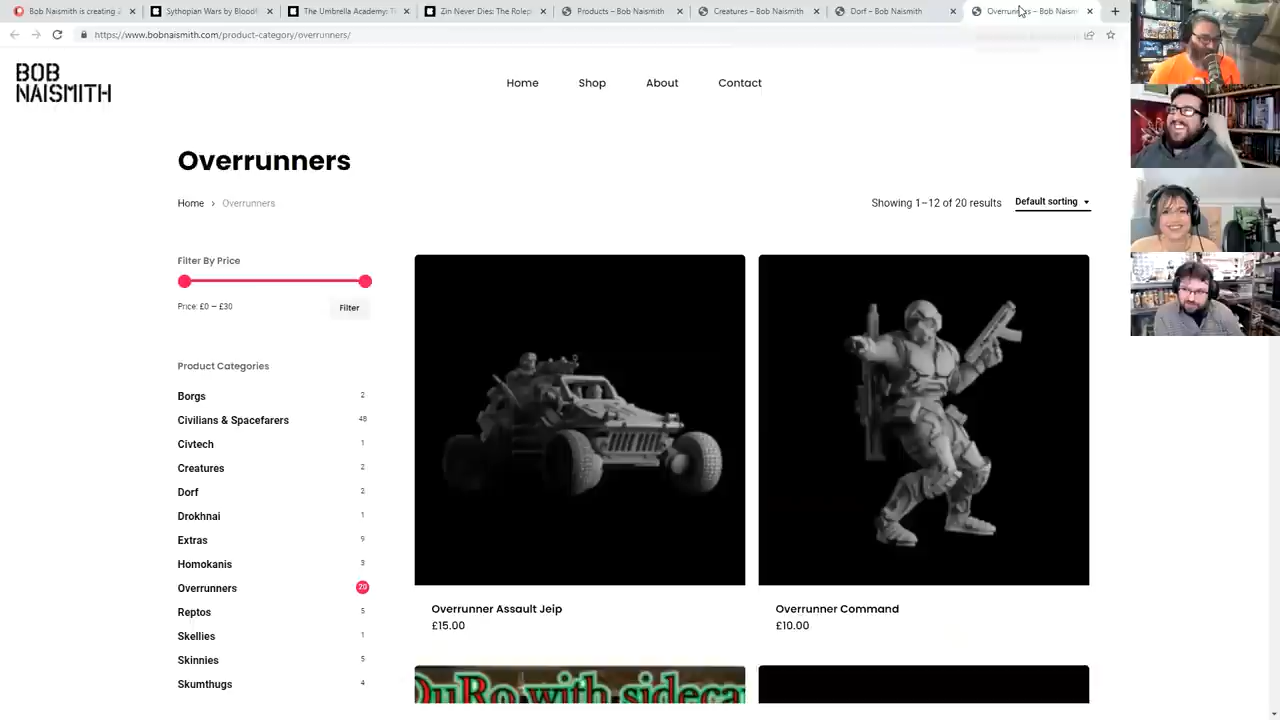 Bob Naismith is creating
Sythopian Wars by Bloodf
The Umbrella Academy: T
Zin Never Dies: The Rolep
Products – Bob Naismith
Creatures – Bob Naismith
Dorf – Bob Naismith
Overrunners – Bob Naism
https://www.bobnaismith.com/product-category/overrunners/
BOB
NAISMITH
Home
Shop
About
Contact
Overrunners
Home › Overrunners
Showing 1–12 of 20 results
Default sorting
Filter By Price
Price: £0 — £30
Filter
Product Categories
Borgs 2
Civilians & Spacefarers 48
Civtech 1
Creatures 2
Dorf 2
Drokhnai 1
Extras 9
Homokanis 3
Overrunners 20
Reptos 5
Skellies 1
Skinnies 5
Skumthugs 4
Overrunner Assault Jeip
£15.00
Overrunner Command
£10.00
OuRo with sidecar